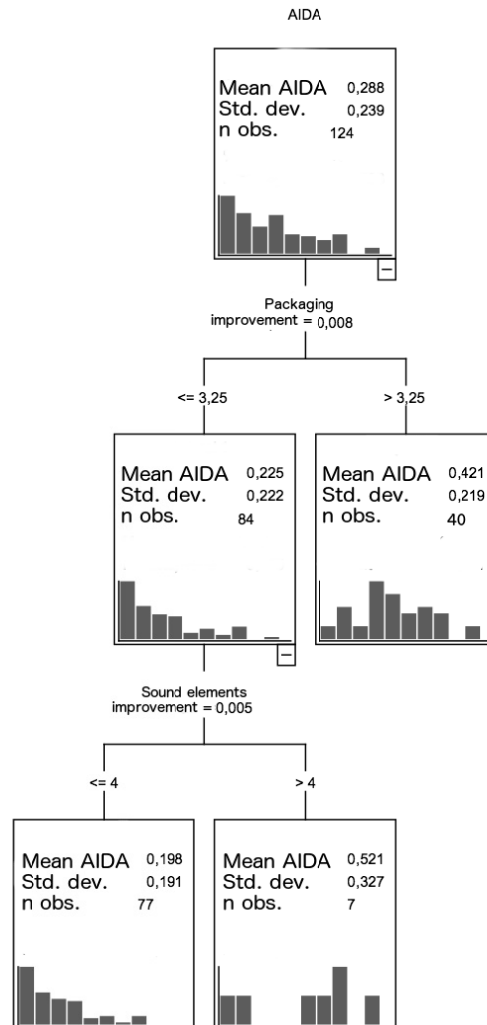 AIDA
Mean AIDA 0,288
Std. dev. 0,239
n obs. 124
Packaging
improvement = 0,008
<= 3,25
> 3,25
Mean AIDA 0,225
Std. dev. 0,222
n obs. 84
Mean AIDA 0,421
Std. dev. 0,219
n obs. 40
Sound elements
improvement = 0,005
<= 4
> 4
Mean AIDA 0,198
Std. dev. 0,191
n obs. 77
Mean AIDA 0,521
Std. dev. 0,327
n obs. 7